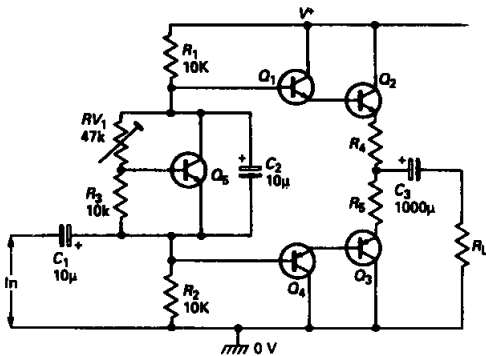 V+
R1
10K
Q1
Q2
RV1
47k
Q5
C2
10μ
R4
R3
10k
R5
C3
1000μ
C1
10μ
In
R2
10K
Q4
Q3
RL
0 V
+
+
+